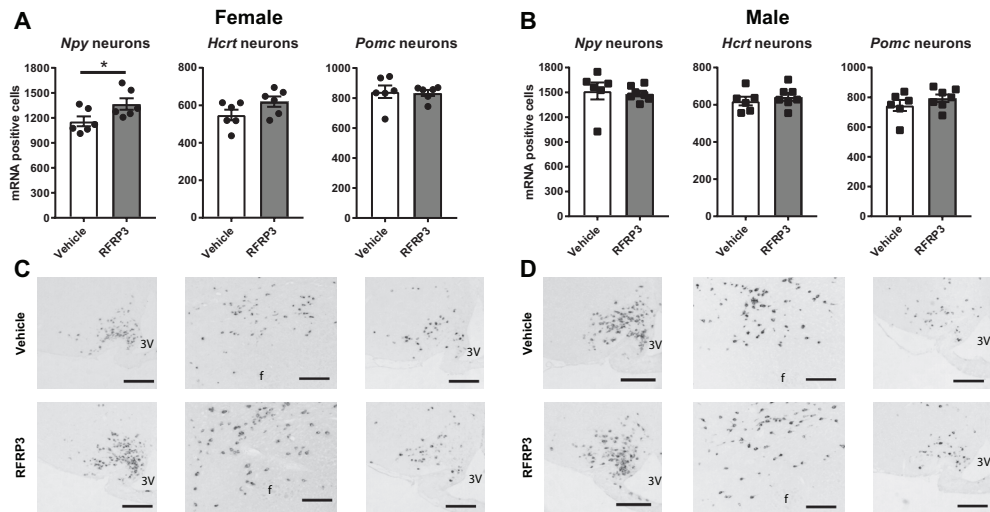 A
Female
Npy neurons
Hcrt neurons
Pomc neurons
mRNA positive cells
1800
1500
1200
900
600
300
0
*
Vehicle
RFRP3
800
600
400
200
0
Vehicle
RFRP3
1000
800
600
400
200
0
Vehicle
RFRP3
B
Male
Npy neurons
Hcrt neurons
Pomc neurons
mRNA positive cells
1800
1500
1200
900
600
300
0
Vehicle
RFRP3
800
600
400
200
0
Vehicle
RFRP3
1000
800
600
400
200
0
Vehicle
RFRP3
C
Vehicle
3V
f
3V
RFRP3
3V
f
3V
D
Vehicle
3V
f
3V
RFRP3
3V
f
3V